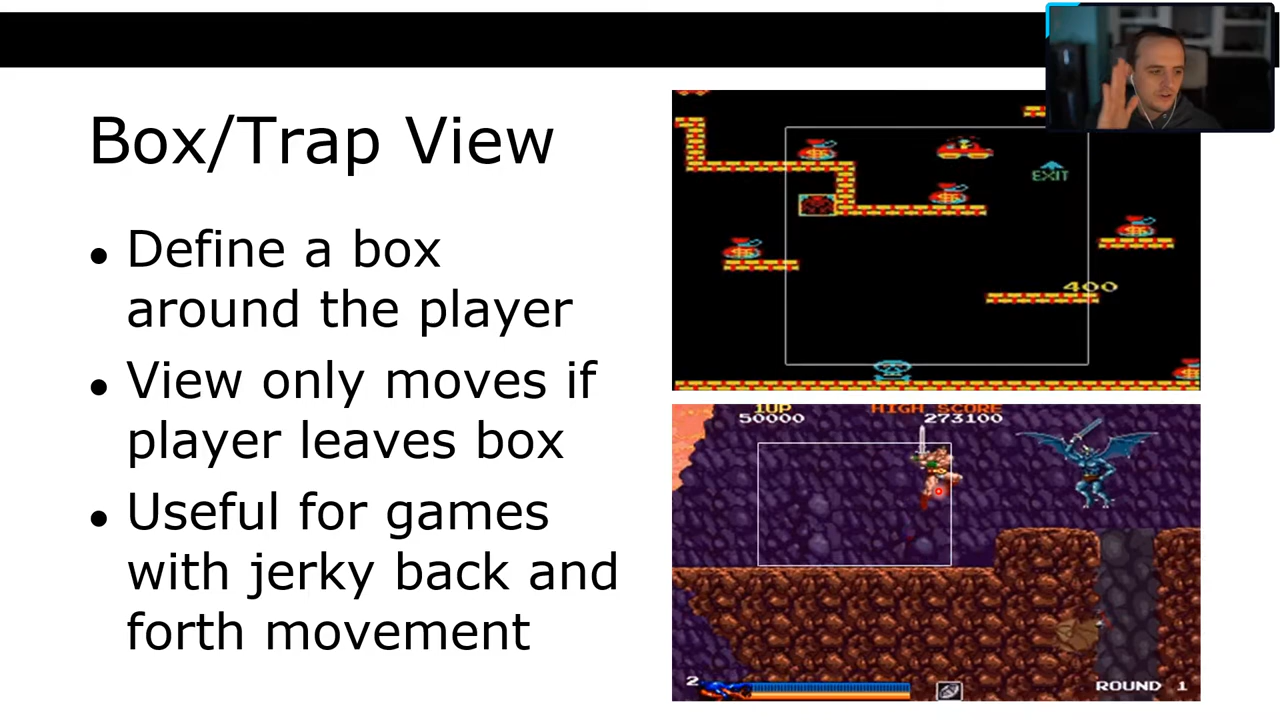 Box/Trap View
● Define a box
around the player
● View only moves if
player leaves box
● Useful for games
with jerky back and
forth movement
EXIT
400
1UP
HIGH SCORE
50000
273100
2
ROUND 1